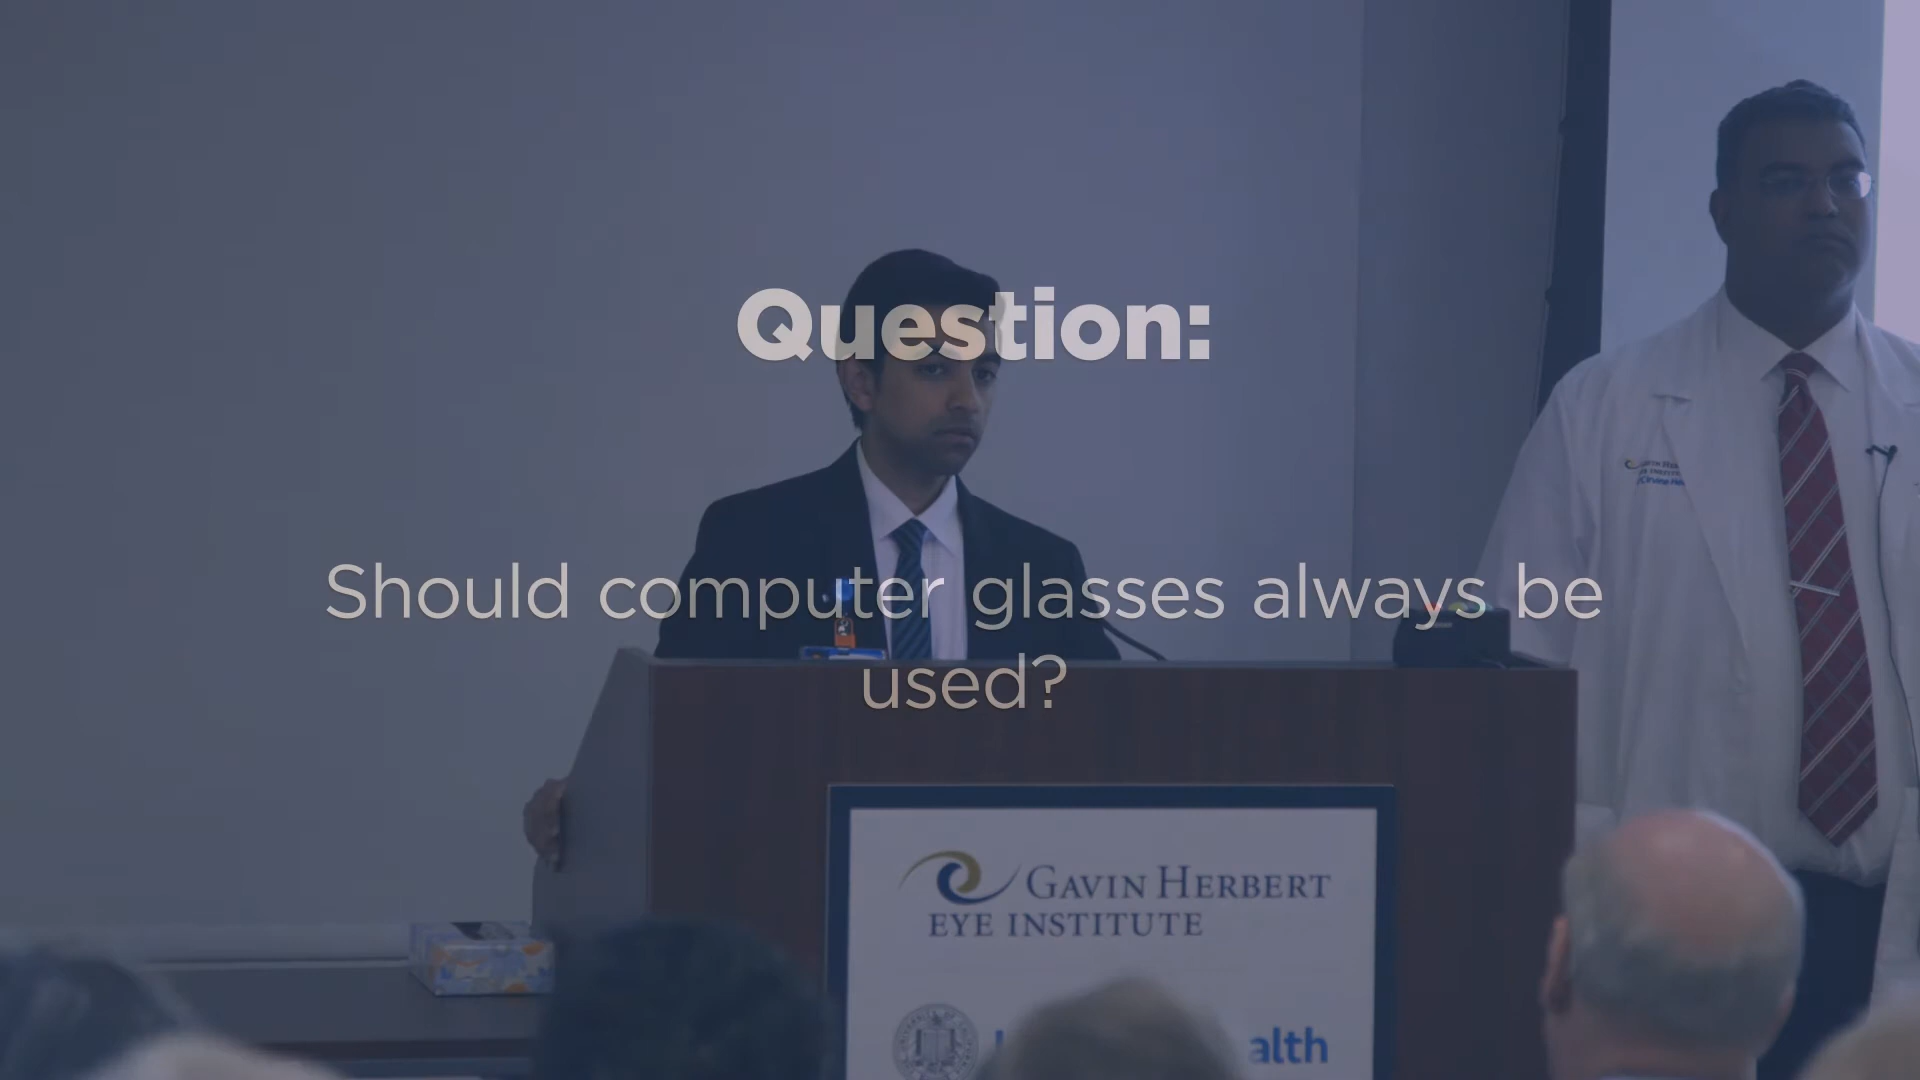 Question:
Should computer glasses always be
used?
GAVIN HERBERT
EYE INSTITUTE
alth